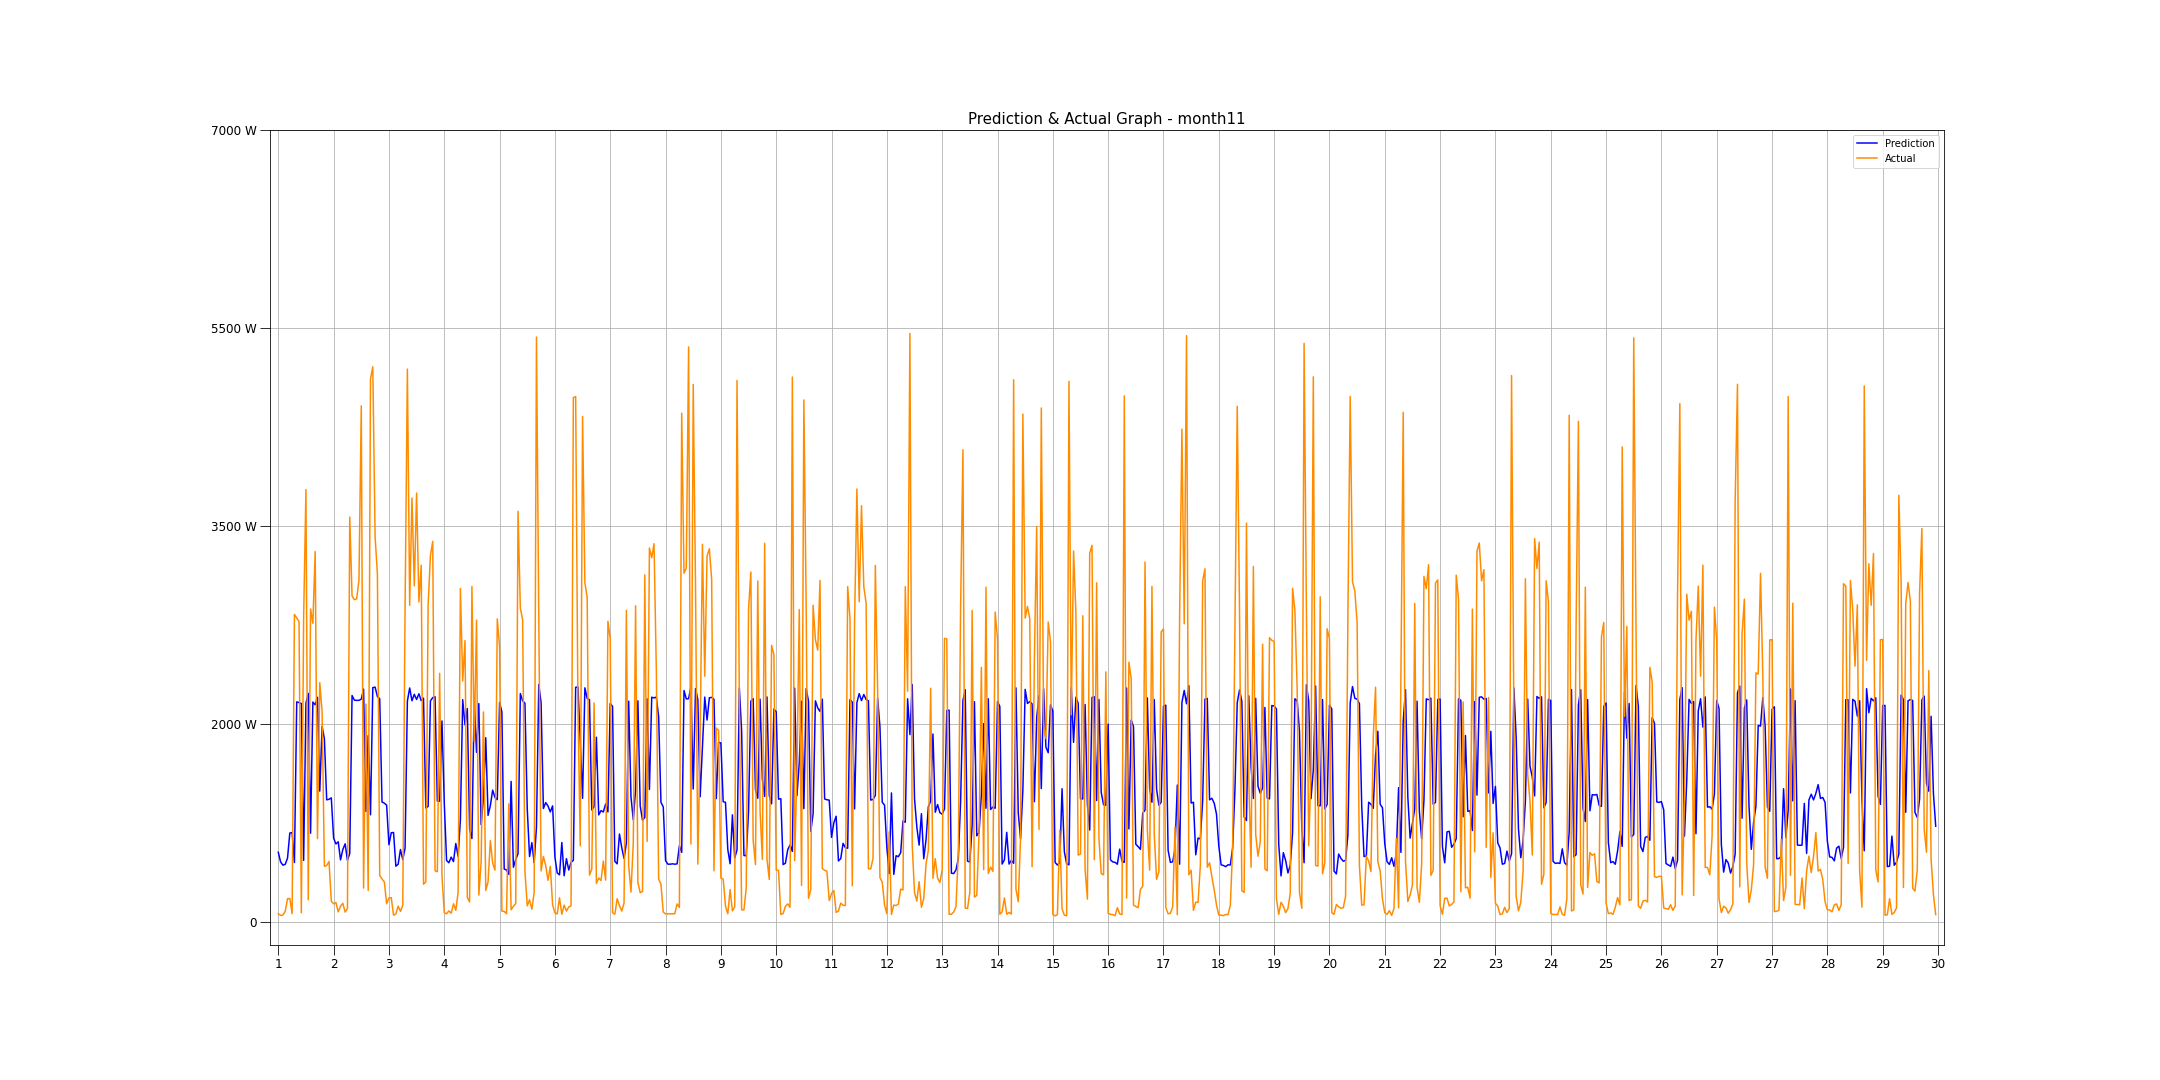 Prediction & Actual Graph - month11
7000 W
5500 W
3500 W
2000 W
0
Prediction
Actual
1 2 3 4 5 6 7 8 9 10 11 12 13 14 15 16 17 18 19 20 21 22 23 24 25 26 27 27 28 29 30